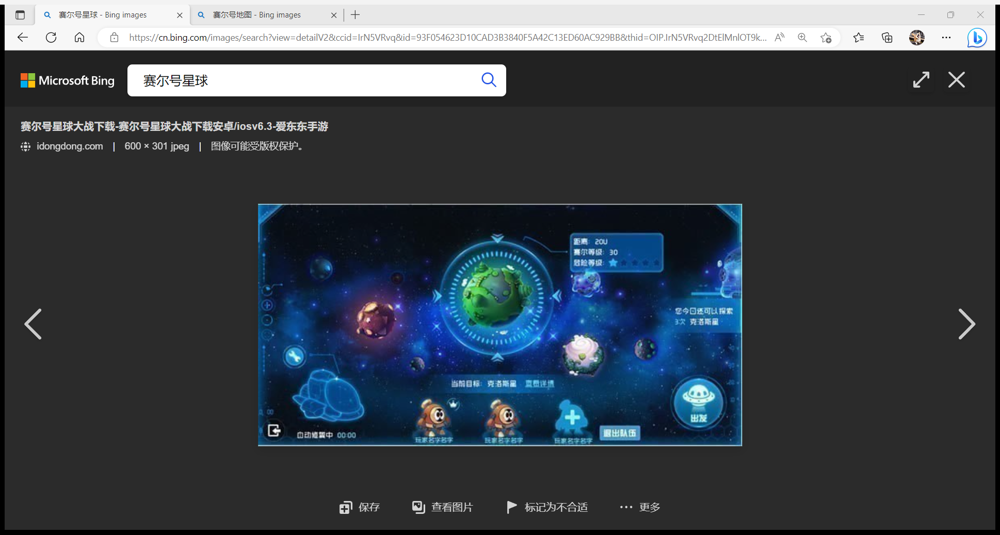 赛尔号星球 - Bing images
赛尔号地图 - Bing images
https://cn.bing.com/images/search?view=detailV2&ccid=IrN5VRvq&id=93F054623D10CAD3B3840F5A42C13ED60AC929BB&thid=OIP.IrN5VRvq2DtElMnlOT9k...
Microsoft Bing
赛尔号星球
赛尔号星球大战下载-赛尔号星球大战下载安卓/iosv6.3-爱东东手游
idongdong.com | 600 × 301 jpeg | 图像可能受版权保护。
距离: 20U
赛尔等级: 30
危险等级:
您今日还可以探索
3次 克洛斯星
当前目标: 克洛斯星 查看详情
出发
自动修复中 00:00
玩家名字名字
玩家名字名字
玩家名字名字
退出队伍
保存
查看图片
标记为不合适
更多